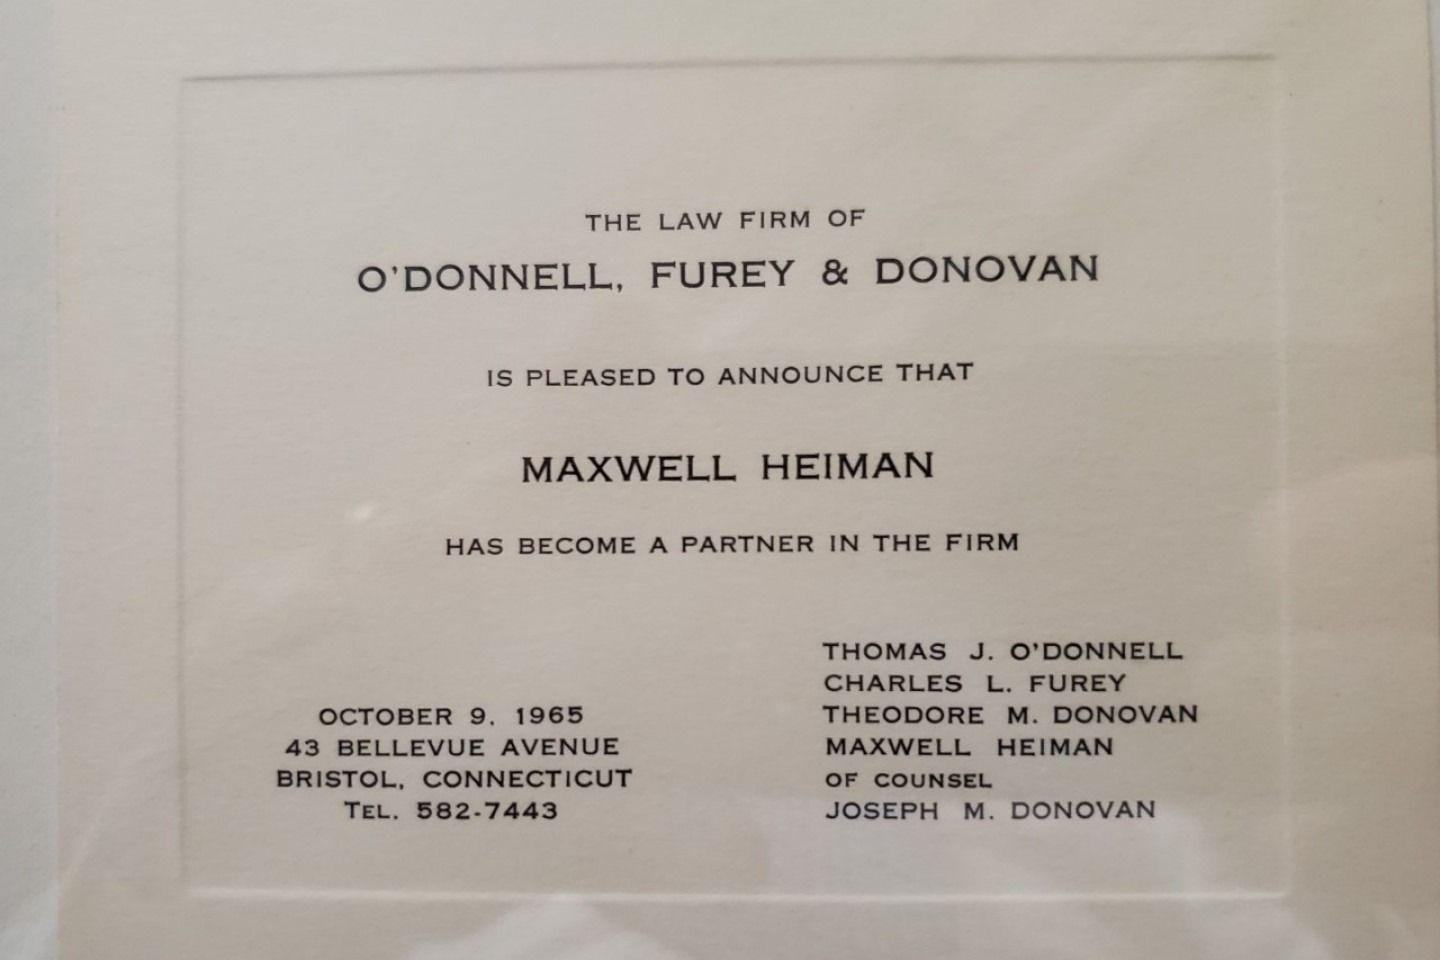 THE LAW FIRM OF
O'DONNELL, FUREY & DONOVAN
IS PLEASED TO ANNOUNCE THAT
MAXWELL HEIMAN
HAS BECOME A PARTNER IN THE FIRM
OCTOBER 9, 1965
43 BELLEVUE AVENUE
BRISTOL, CONNECTICUT
TEL. 582-7443
THOMAS J. O'DONNELL
CHARLES L. FUREY
THEODORE M. DONOVAN
MAXWELL HEIMAN
OF COUNSEL
JOSEPH M. DONOVAN